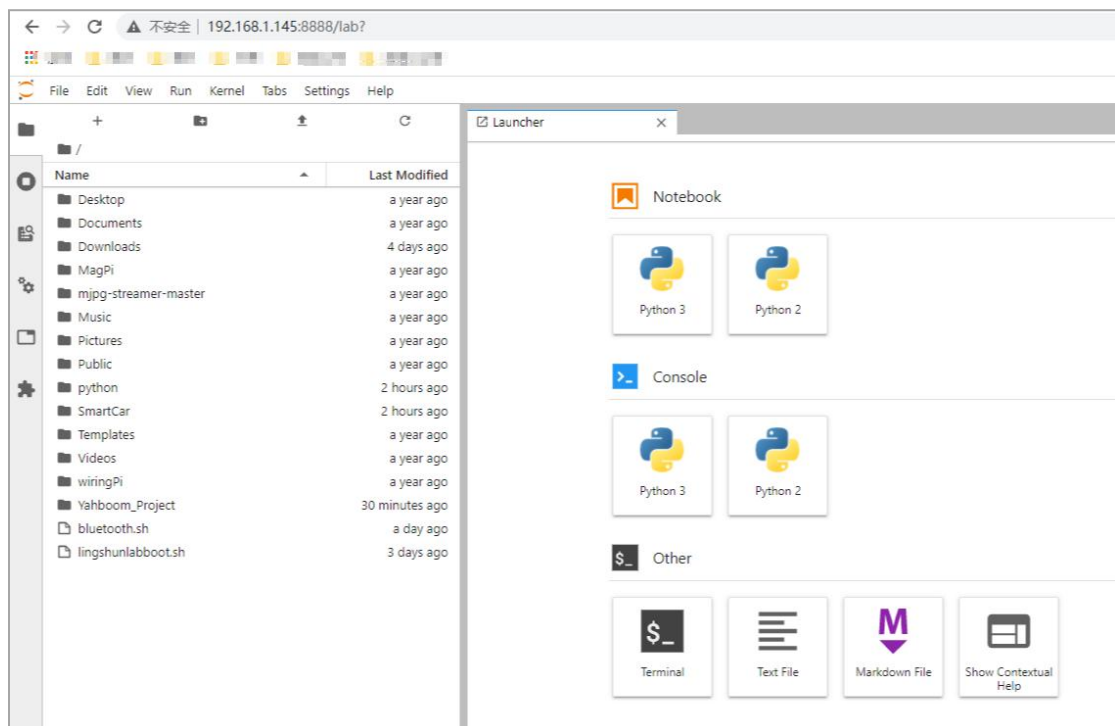 不安全 | 192.168.1.145:8888/lab?
File Edit View Run Kernel Tabs Settings Help
/
Name Last Modified
Desktop a year ago
Documents a year ago
Downloads 4 days ago
MagPi a year ago
mjpg-streamer-master a year ago
Music a year ago
Pictures a year ago
Public a year ago
python 2 hours ago
SmartCar 2 hours ago
Templates a year ago
Videos a year ago
wiringPi a year ago
Yahboom_Project 30 minutes ago
bluetooth.sh a day ago
lingshunlabboot.sh 3 days ago
Launcher
Notebook
Python 3 Python 2
Console
Python 3 Python 2
$_ Other
$_
M
Terminal Text File Markdown File Show Contextual
Help